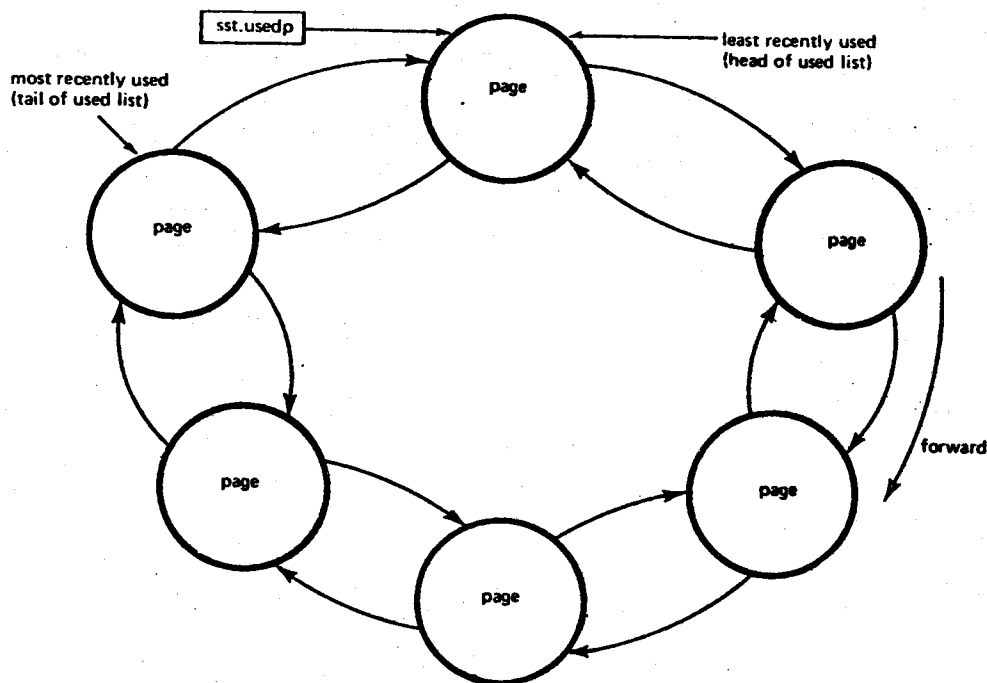 sst.usedp
least recently used
(head of used list)
most recently used
(tail of used list)
page
page
page
forward
page
page
page